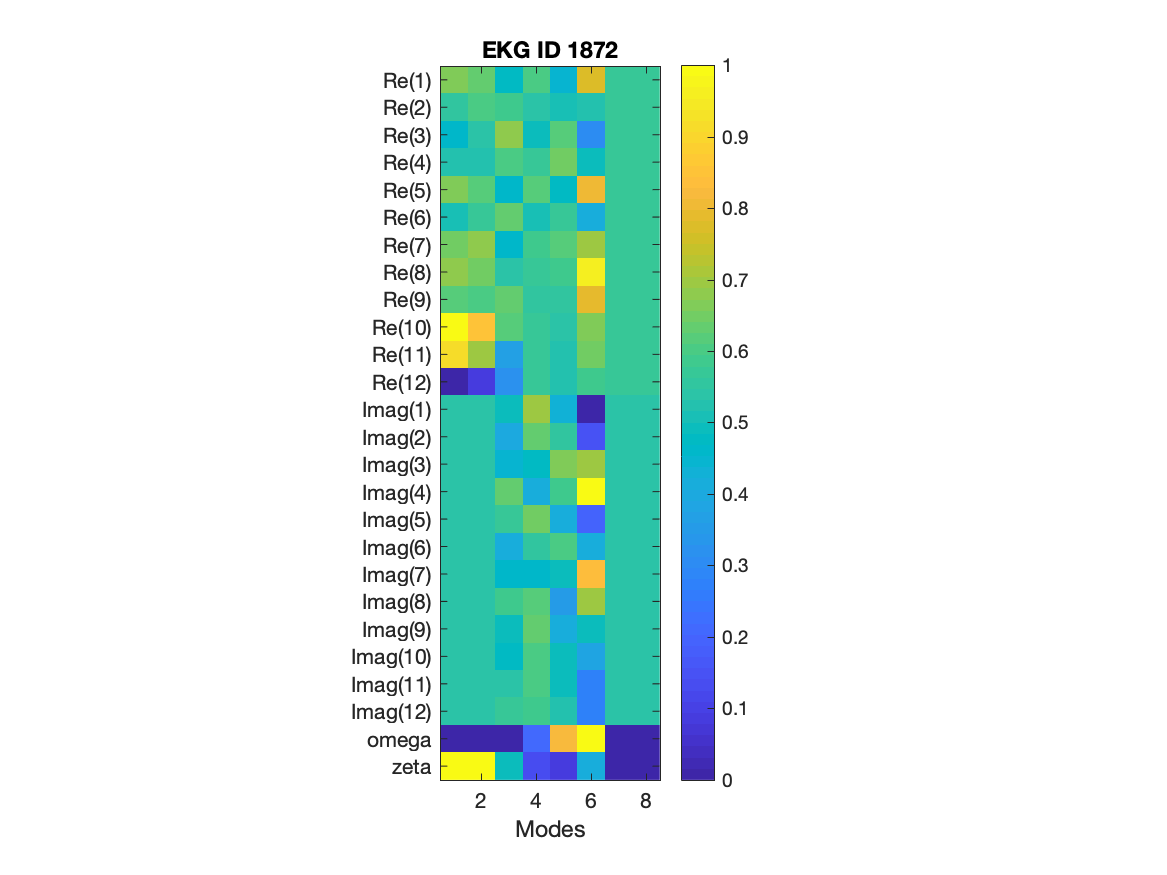 EKG ID 1872
Re(1)
Re(2)
Re(3)
Re(4)
Re(5)
Re(6)
Re(7)
Re(8)
Re(9)
Re(10)
Re(11)
Re(12)
Imag(1)
Imag(2)
Imag(3)
Imag(4)
Imag(5)
Imag(6)
Imag(7)
Imag(8)
Imag(9)
Imag(10)
Imag(11)
Imag(12)
omega
zeta
2 4 6 8
Modes
1
0.9
0.8
0.7
0.6
0.5
0.4
0.3
0.2
0.1
0